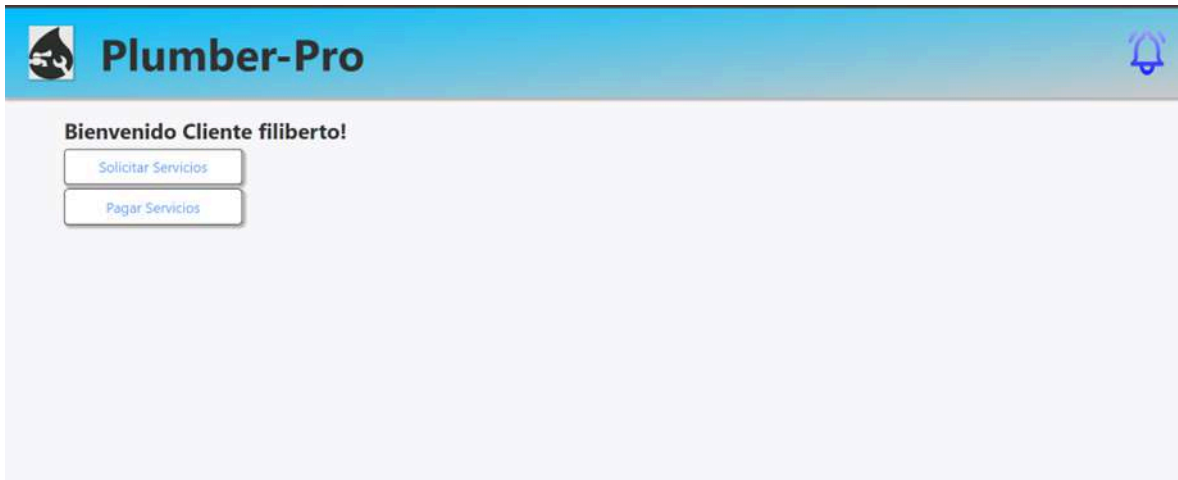 Plumber-Pro
Bienvenido Cliente filiberto!
Solicitar Servicios
Pagar Servicios